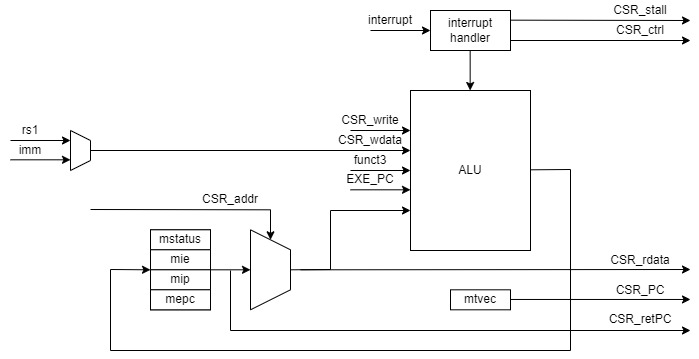 CSR_stall
interrupt
interrupt
handler
CSR_ctrl
CSR_write
rs1
CSR_wdata
imm
funct3
ALU
EXE_PC
CSR_addr
mstatus
mie
CSR_rdata
mip
mepc
mtvec
CSR_PC
CSR_retPC